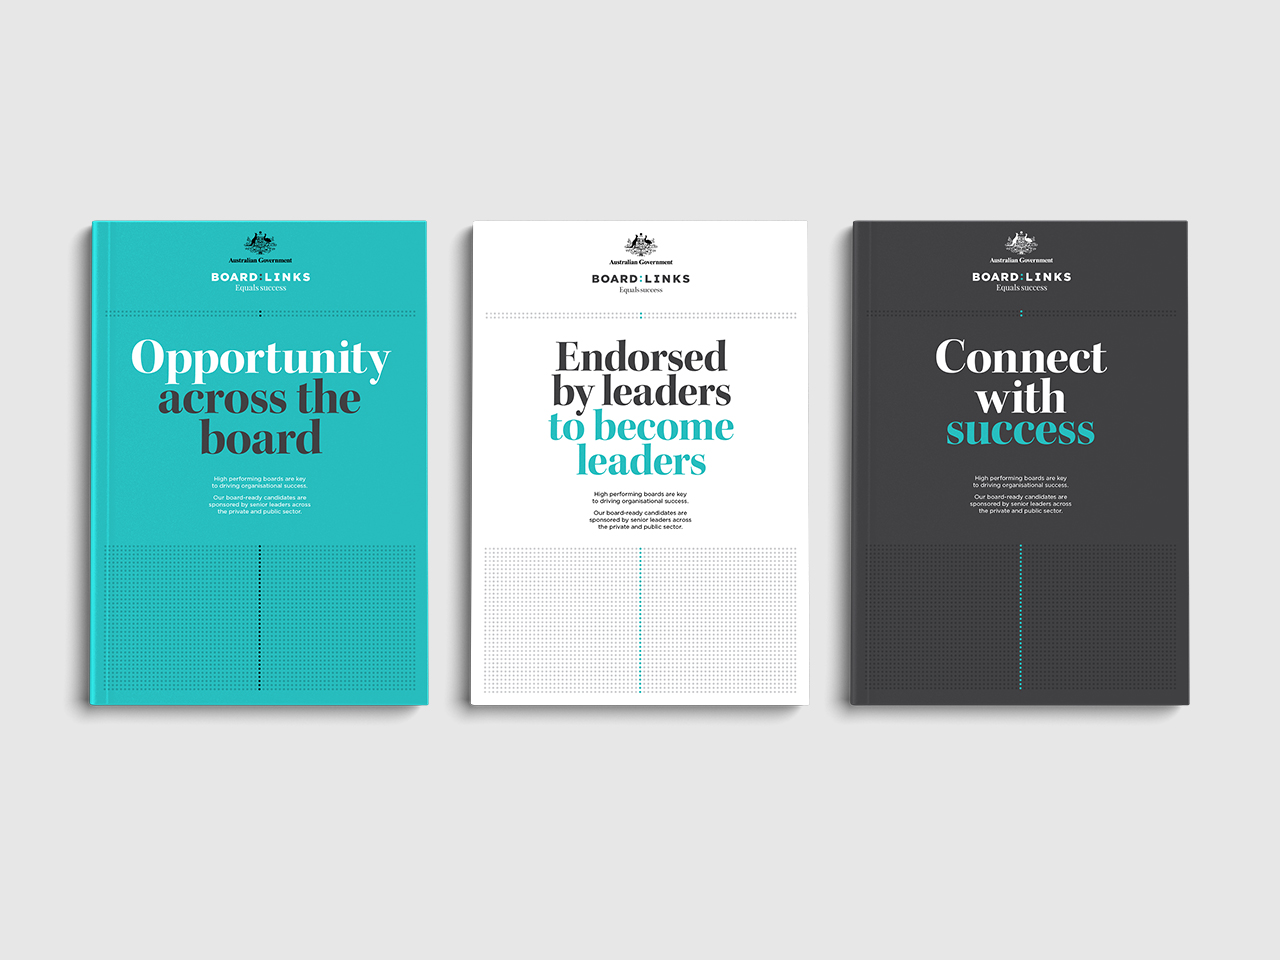 Australian Government
BOARD:LINKS
Equals success
Opportunity
across the
board
High performing boards are key
to driving organisational success.
Our board-ready candidates are
sponsored by senior leaders across
the private and public sector.
Australian Government
BOARD:LINKS
Equals success
Endorsed
by leaders
to become
leaders
High performing boards are key
to driving organisational success.
Our board-ready candidates are
sponsored by senior leaders across
the private and public sector.
Australian Government
BOARD:LINKS
Equals success
Connect
with
success
High performing boards are key
to driving organisational success.
Our board-ready candidates are
sponsored by senior leaders across
the private and public sector.